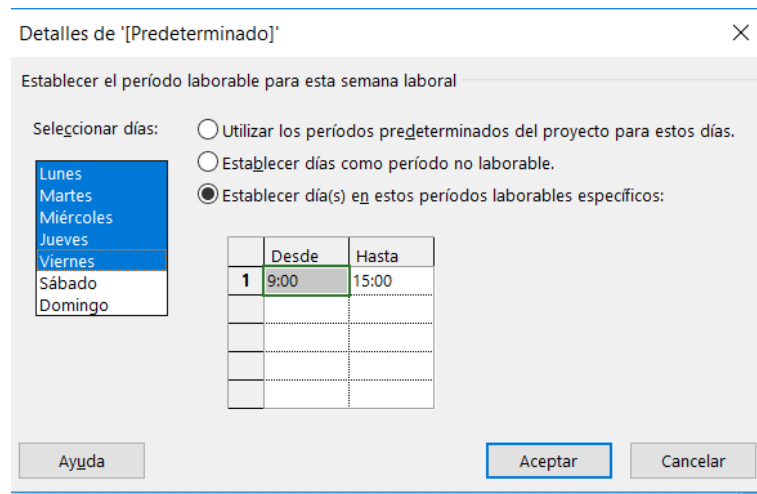 Detalles de '[Predeterminado]'
Establecer el período laborable para esta semana laboral
Seleccionar días:
Utilizar los períodos predeterminados del proyecto para estos días.
Establecer días como período no laborable.
Establecer día(s) en estos períodos laborables específicos:
Lunes
Martes
Miércoles
Jueves
Viernes
Sábado
Domingo
Desde Hasta
1 9:00 15:00
Ayuda Aceptar Cancelar